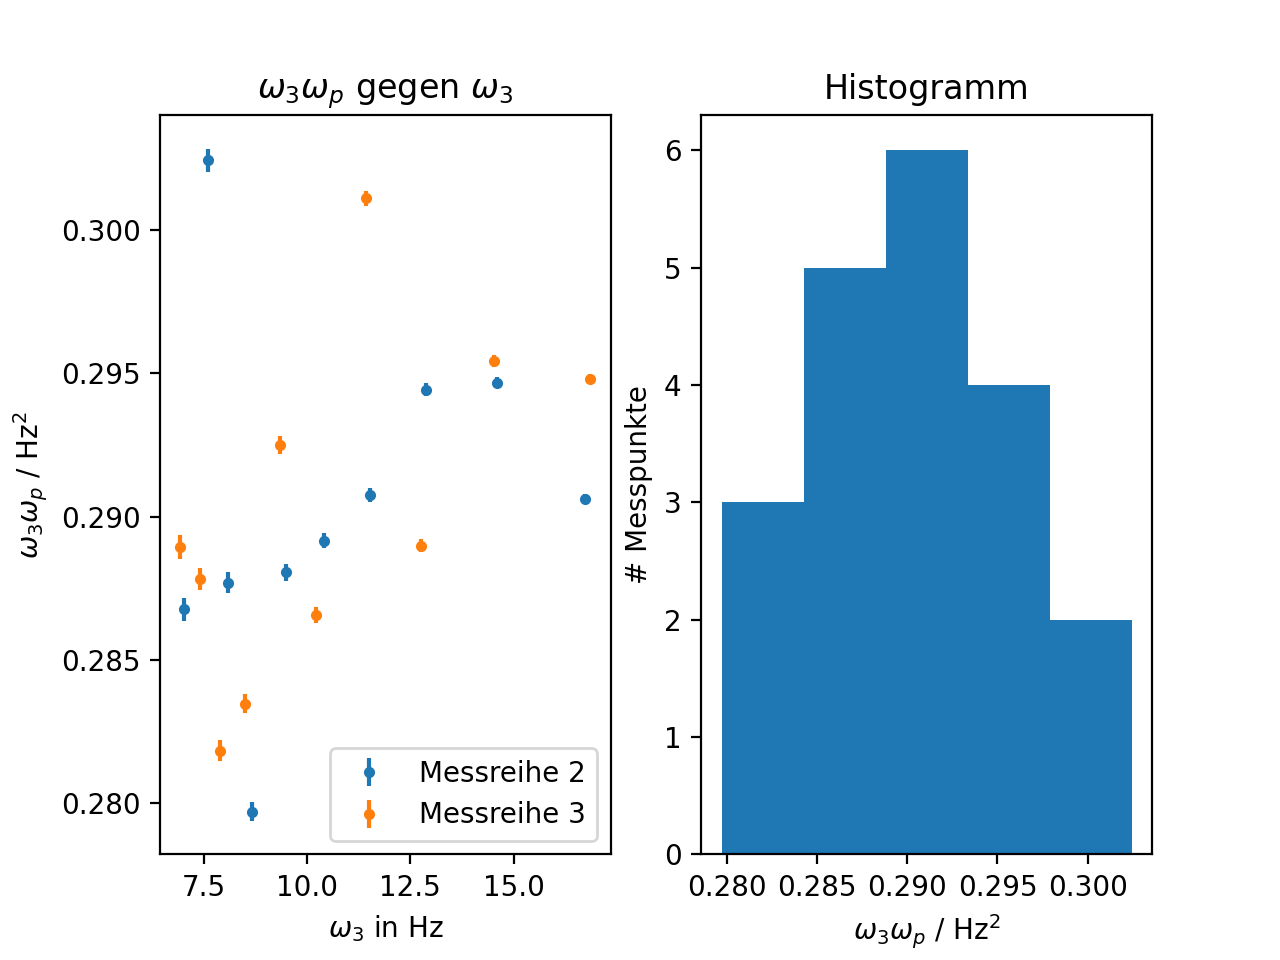 ω₃ωₚ gegen ω₃
ω₃ωₚ / Hz²
0.300
0.295
0.290
0.285
0.280
7.5 10.0 12.5 15.0
ω₃ in Hz
Messreihe 2
Messreihe 3
Histogramm
# Messpunkte
6
5
4
3
2
1
0
0.280 0.285 0.290 0.295 0.300
ω₃ωₚ / Hz²